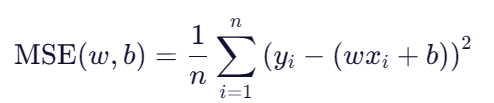 MSE(w, b) = \frac{1}{n} \sum_{i=1}^{n} (y_i − (wx_i + b))^2